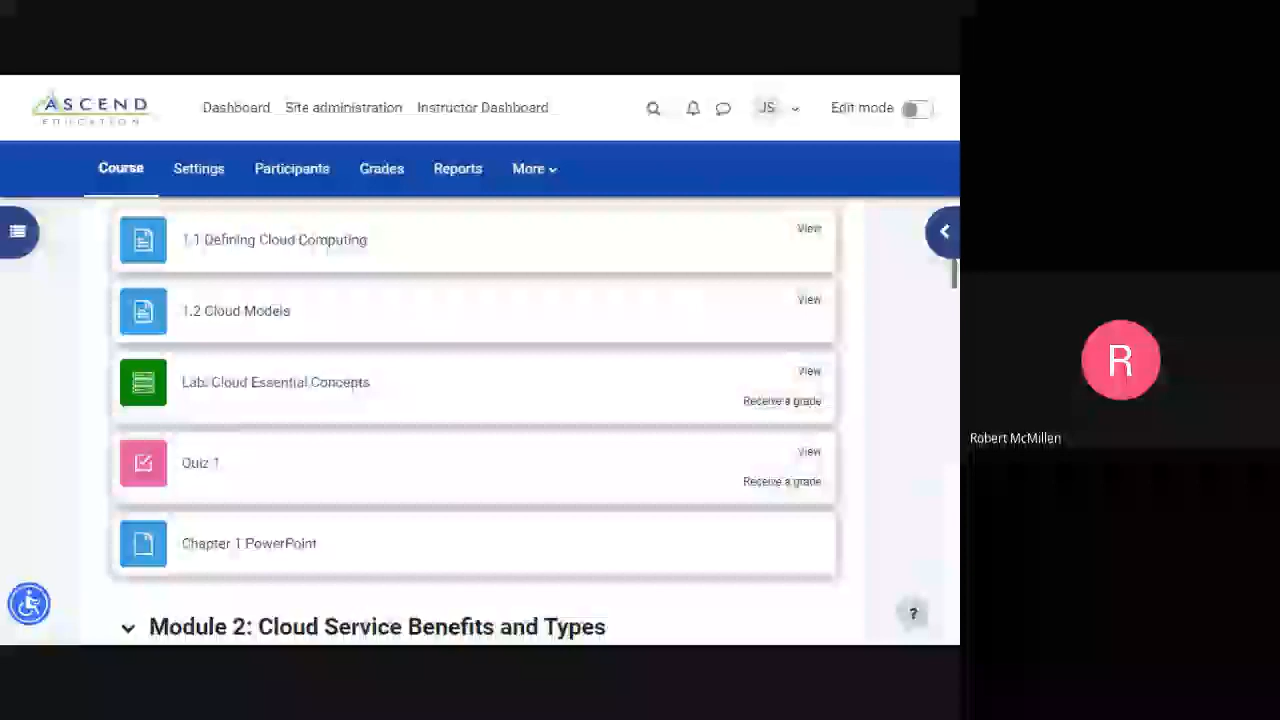 ASCEND
EDUCATION
Dashboard Site administration Instructor Dashboard
JS
Edit mode
Course Settings Participants Grades Reports More
1.1 Defining Cloud Computing
View
1.2 Cloud Models
View
Lab: Cloud Essential Concepts
View
Receive a grade
Quiz 1
View
Receive a grade
Chapter 1 PowerPoint
Module 2: Cloud Service Benefits and Types
?
R
Robert McMillen